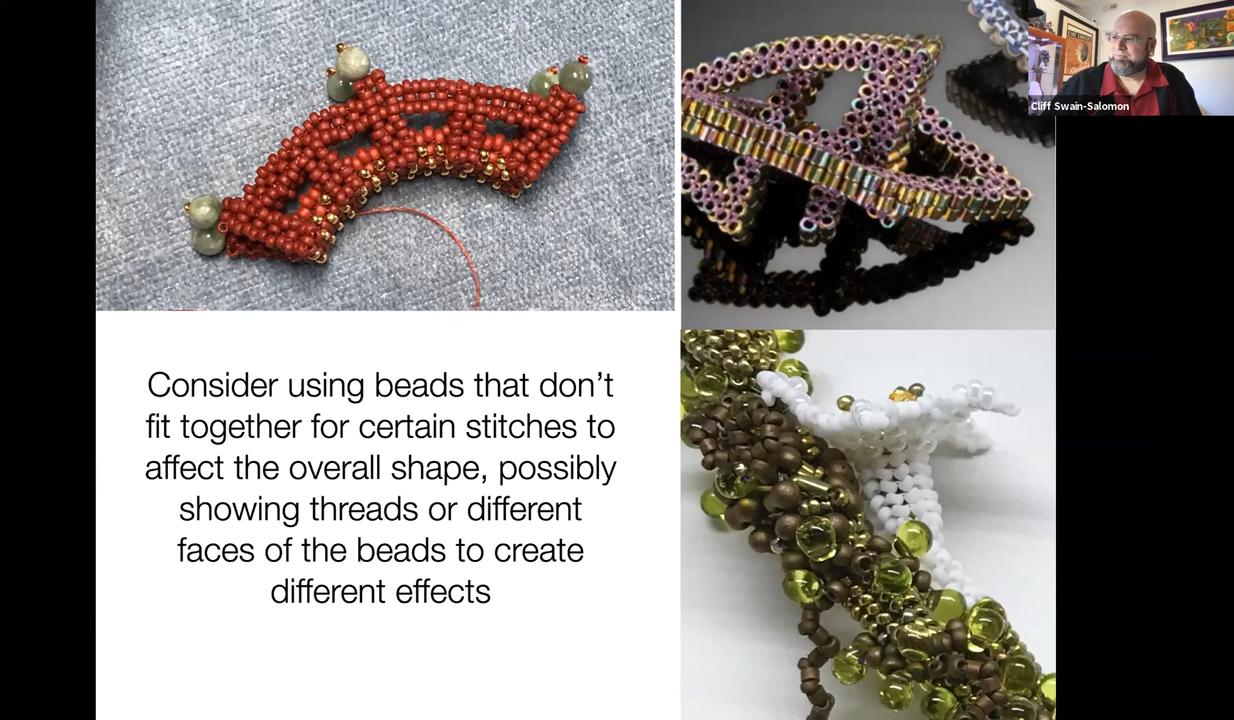 Cliff Swain-Salomon
Consider using beads that don’t
fit together for certain stitches to
affect the overall shape, possibly
showing threads or different
faces of the beads to create
different effects